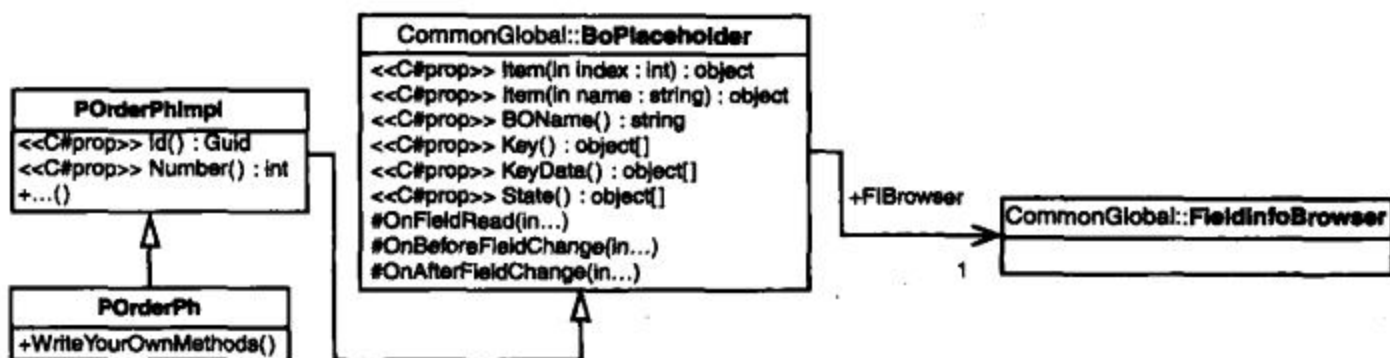 CommonGlobal::BoPlaceholder
<<C#prop>> Item(in index : int) : object
<<C#prop>> Item(in name : string) : object
<<C#prop>> BOName() : string
<<C#prop>> Key() : object[]
<<C#prop>> KeyData() : object[]
<<C#prop>> State() : object[]
#OnFieldRead(in...)
#OnBeforeFieldChange(in...)
#OnAfterFieldChange(in...)
POrderPhImpl
<<C#prop>> Id() : Guid
<<C#prop>> Number() : int
+...()
POrderPh
+WriteYourOwnMethods()
+FIBrowser
1
CommonGlobal::FieldInfoBrowser